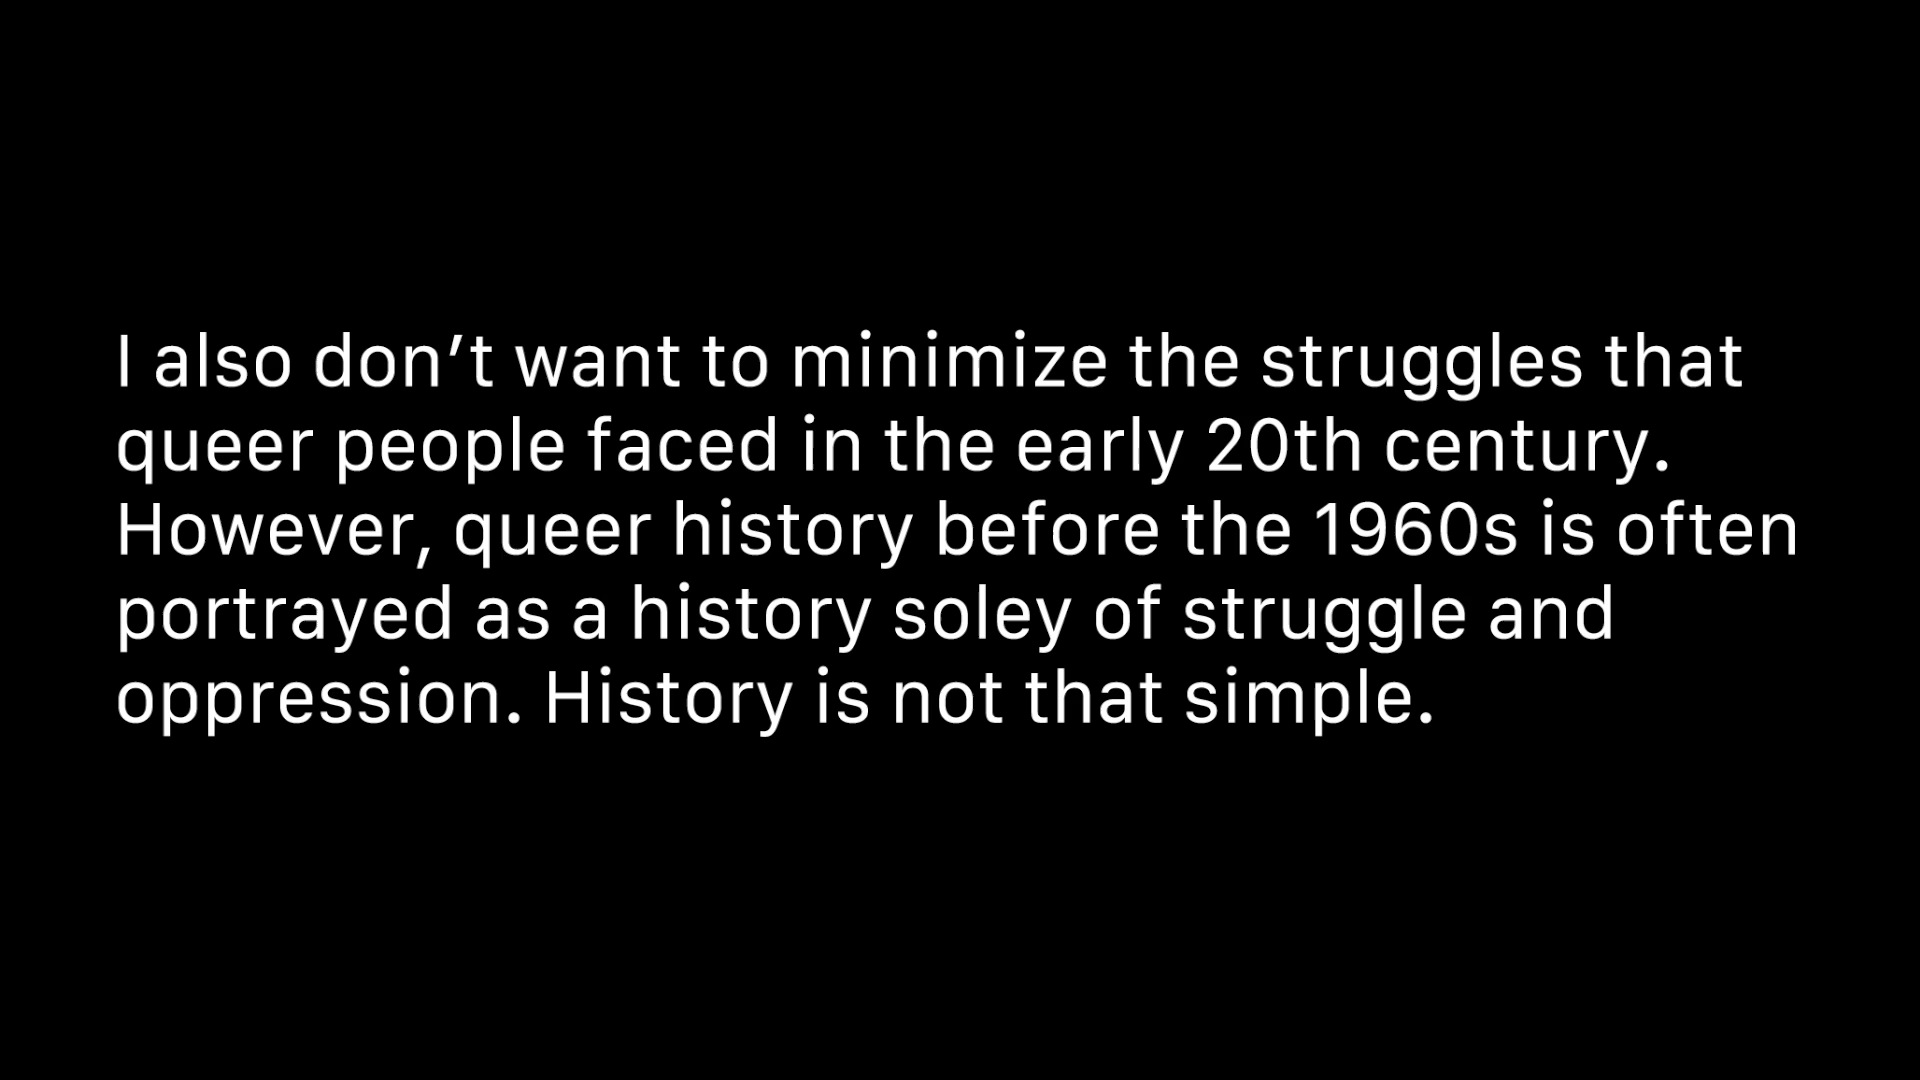 I also don’t want to minimize the struggles that
queer people faced in the early 20th century.
However, queer history before the 1960s is often
portrayed as a history soley of struggle and
oppression. History is not that simple.